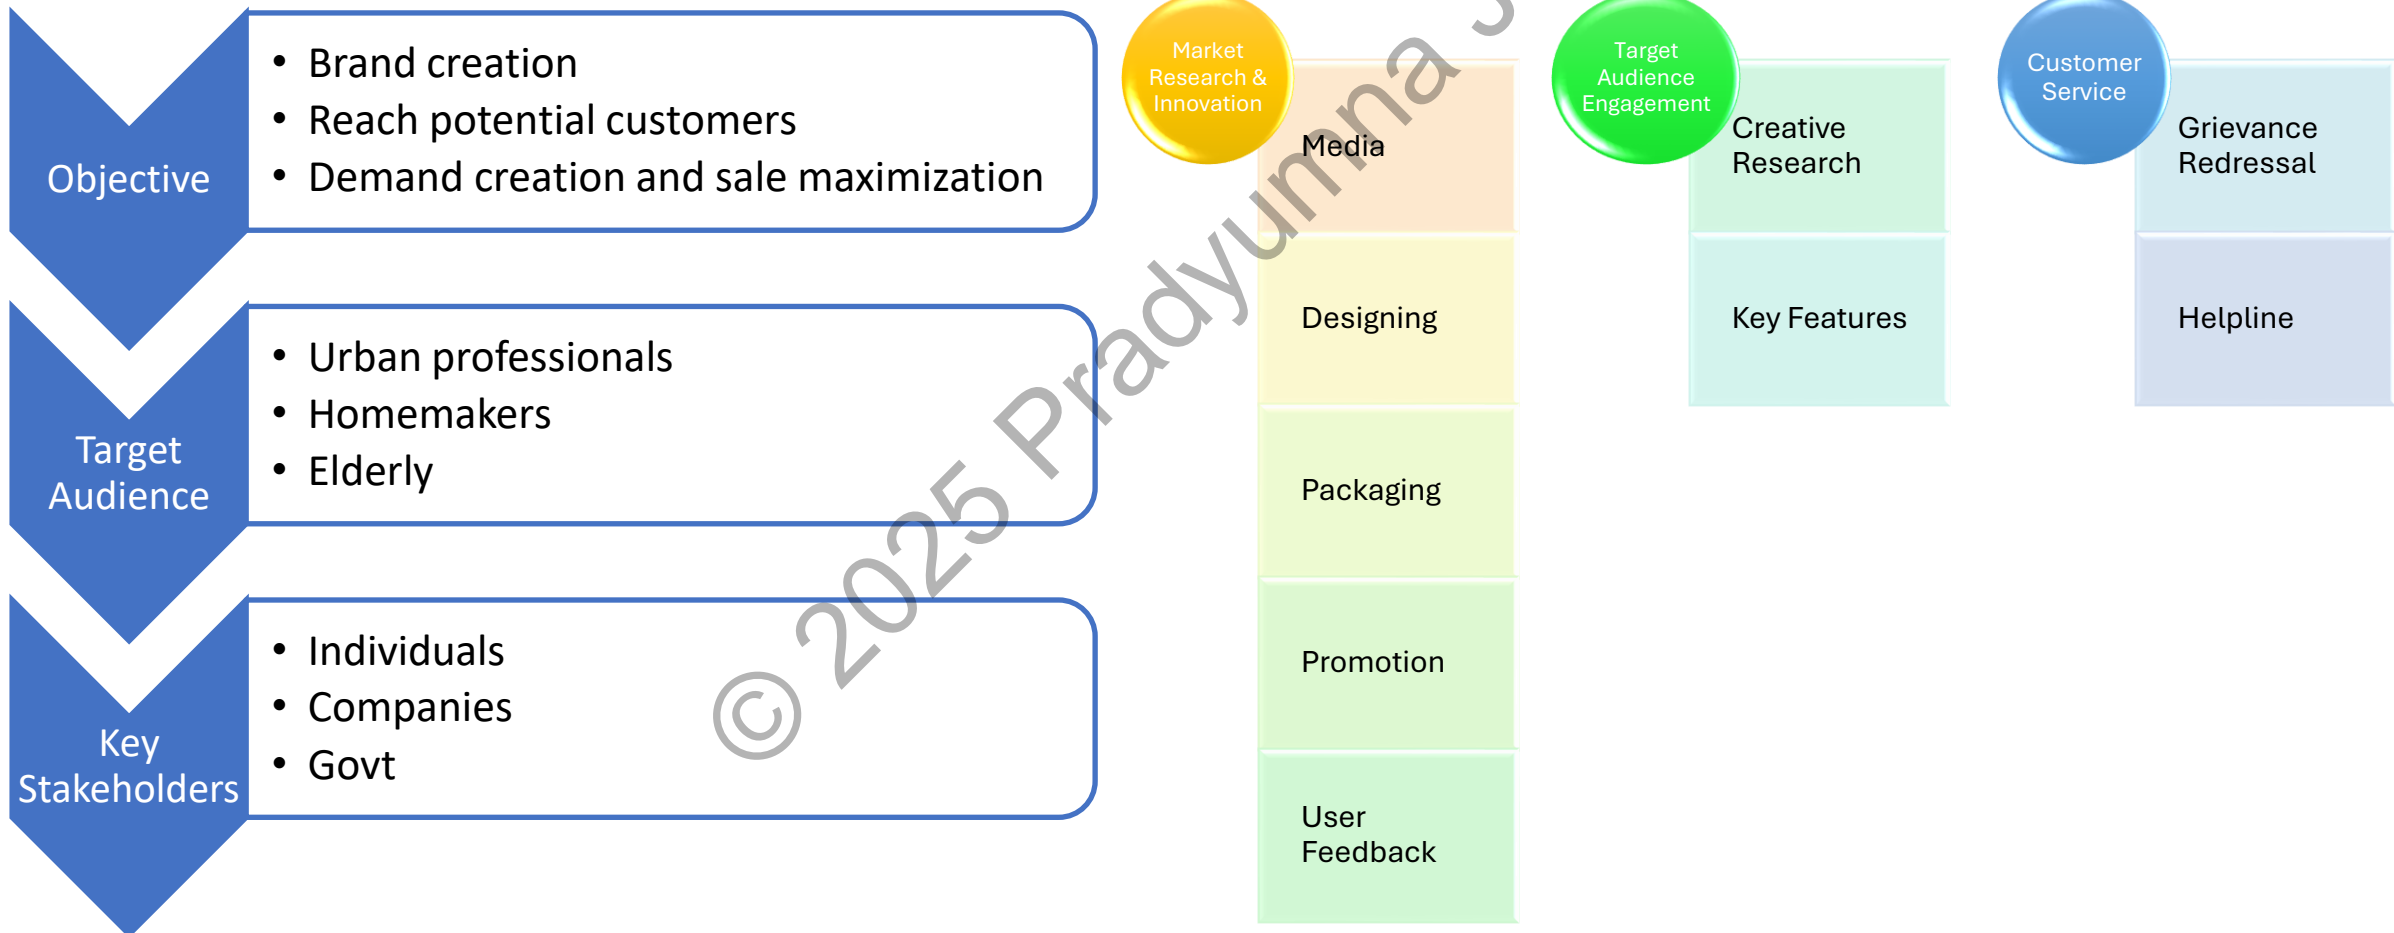 Objective
• Brand creation
• Reach potential customers
• Demand creation and sale maximization
Target
Audience
• Urban professionals
• Homemakers
• Elderly
Key
Stakeholders
• Individuals
• Companies
• Govt
Market
Research &
Innovation
Media
Designing
Packaging
Promotion
User
Feedback
Target
Audience
Engagement
Creative
Research
Key Features
Customer
Service
Grievance
Redressal
Helpline
© 2025 Pradyumna